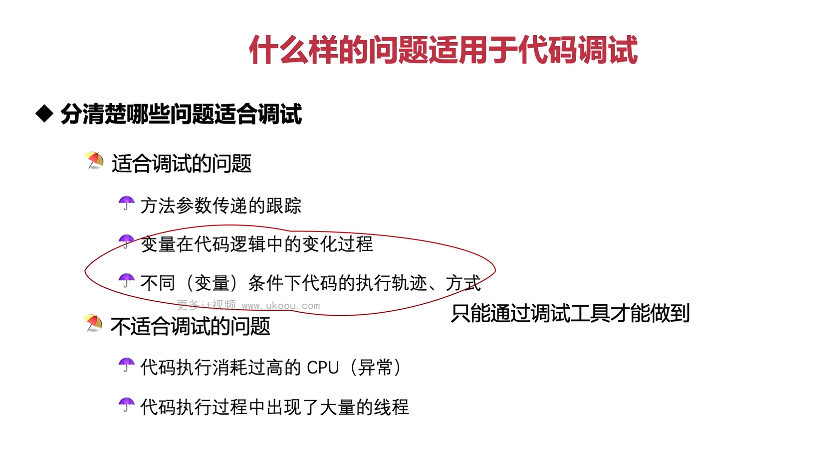 什么样的问题适用于代码调试
分清楚哪些问题适合调试
适合调试的问题
方法参数传递的跟踪
变量在代码逻辑中的变化过程
不同（变量）条件下代码的执行轨迹、方式
更多it视频 www.ukoou.com
只能通过调试工具才能做到
不适合调试的问题
代码执行消耗过高的 CPU（异常）
代码执行过程中出现了大量的线程